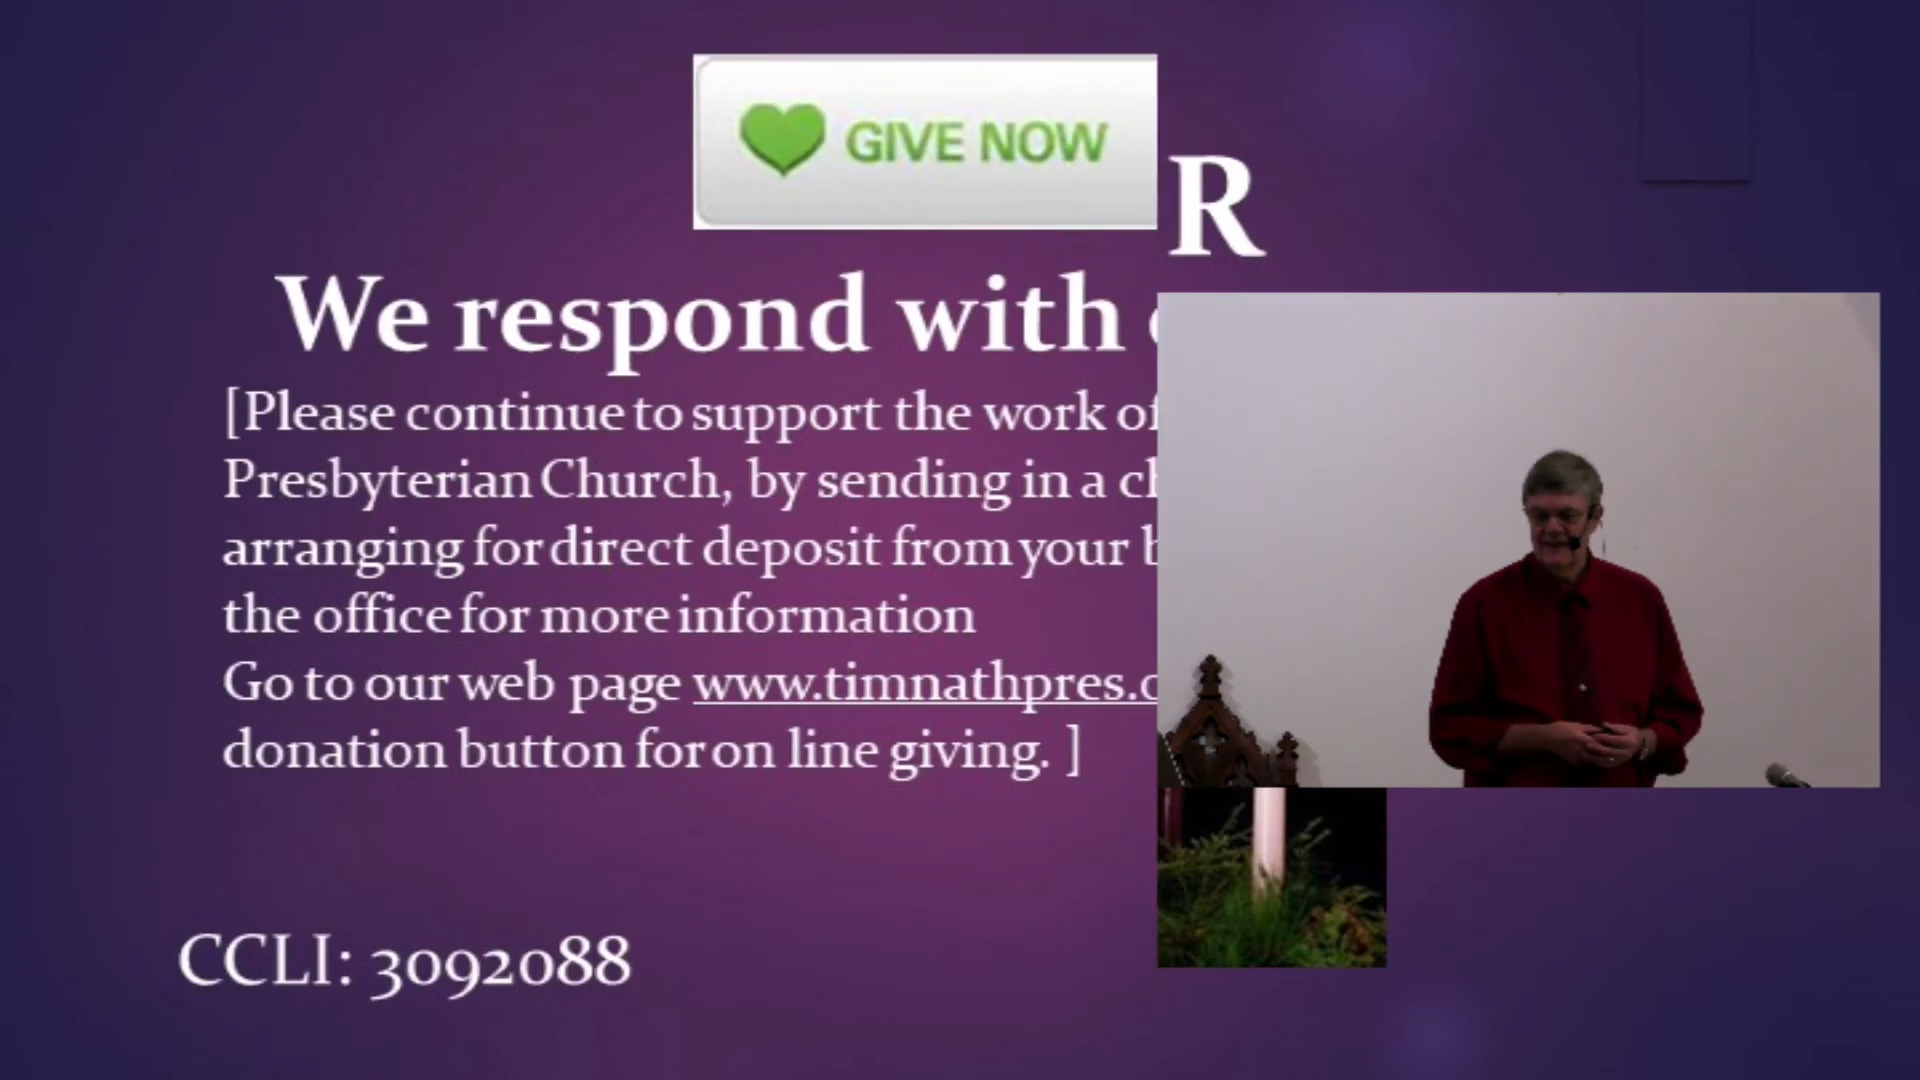 GIVE NOW
R
We respond with
[Please continue to support the work of
Presbyterian Church, by sending in a
arranging for direct deposit from your
the office for more information
Go to our web page www.timnathpres.
donation button for on line giving. ]
CCLI: 3092088